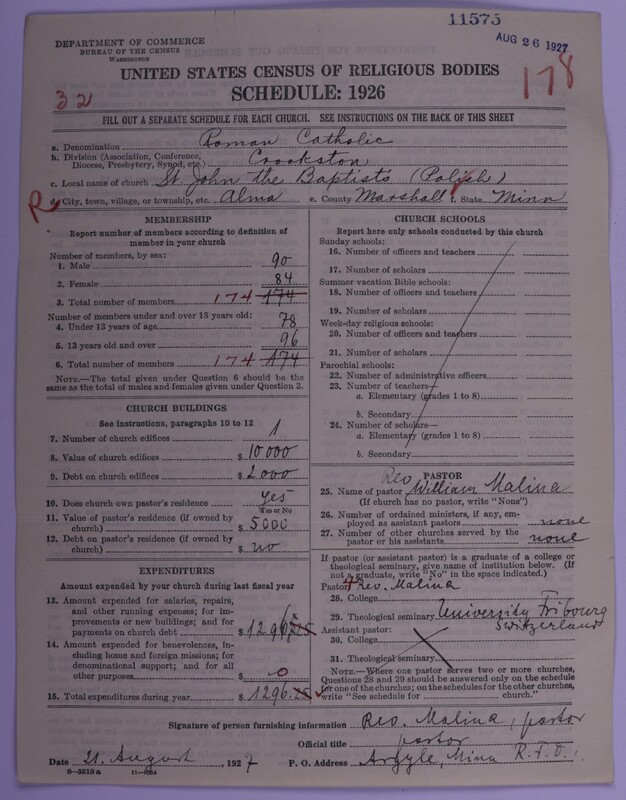 11573
AUG 26 1927
DEPARTMENT OF COMMERCE
BUREAU OF THE CENSUS
WASHINGTON
UNITED STATES CENSUS OF RELIGIOUS BODIES
SCHEDULE: 1926
32
178
FILL OUT A SEPARATE SCHEDULE FOR EACH CHURCH. SEE INSTRUCTIONS ON THE BACK OF THIS SHEET
a. Denomination Roman Catholic
b. Division (Association, Conference, Diocese, Presbytery, Synod, etc.) Crookston
c. Local name of church St. John the Baptists (Polish)
R d. City, town, village, or township, etc. Alma e. County Marshall f. State Minn
MEMBERSHIP
Report number of members according to definition of
member in your church
Number of members, by sex:
1. Male 90
2. Female 84
3. Total number of members 174 174
Number of members under and over 13 years old:
4. Under 13 years of age 78
5. 13 years old and over 96
6. Total number of members 174 174
NOTE.—The total given under Question 6 should be the
same as the total of males and females given under Question 3.
CHURCH BUILDINGS
See instructions, paragraphs 10 to 12
7. Number of church edifices 1
8. Value of church edifices $ 10000
9. Debt on church edifices $ 2000
10. Does church own pastor's residence yes
Yes or No
11. Value of pastor's residence (if owned by
church) $ 5000
12. Debt on pastor's residence (if owned by
church) $ no
EXPENDITURES
Amount expended by your church during last fiscal year
13. Amount expended for salaries, repairs,
and other running expenses; for im-
provements or new buildings; and for
payments on church debt $ 1296.25
14. Amount expended for benevolences, in-
cluding home and foreign missions; for
denominational support; and for all
other purposes $ 0
15. Total expenditures during year $ 1296.25
CHURCH SCHOOLS
Report here only schools conducted by this church
Sunday schools:
16. Number of officers and teachers
17. Number of scholars
Summer vacation Bible schools:
18. Number of officers and teachers
19. Number of scholars
Week-day religious schools:
20. Number of officers and teachers
21. Number of scholars
Parochial schools:
22. Number of administrative officers
23. Number of teachers—
a. Elementary (grades 1 to 8)
b. Secondary
24. Number of scholars—
a. Elementary (grades 1 to 8)
b. Secondary
PASTOR
25. Name of pastor Rev William Malina
(If church has no pastor, write "None")
26. Number of ordained ministers, if any, em-
ployed as assistant pastors none
27. Number of other churches served by the
pastor or his assistants none
If pastor (or assistant pastor) is a graduate of a college or
theological seminary, give name of institution below. (If
not a graduate, write "No" in the space indicated.)
Pastor: Rev. Malina
28. College
29. Theological seminary University Fribourg
Switzerland
Assistant pastor:
30. College
31. Theological seminary
NOTE.—Where one pastor serves two or more churches,
Questions 28 and 29 should be answered only on the schedule
for one of the churches; on the schedules for the other churches,
write "See schedule for church."
Signature of person furnishing information Rev. Malina, pastor
Official title pastor
Date 21. August, 1927 P. O. Address Argyle, Minn R.F.D.
8—3318a 11—9064